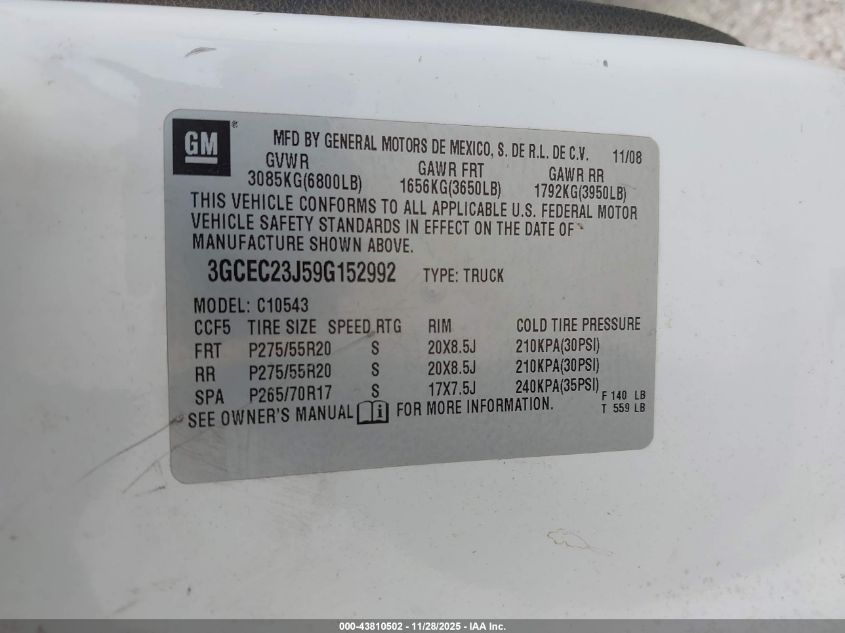 GM ®
MFD BY GENERAL MOTORS DE MEXICO, S. DE R.L. DE C.V. 11/08
GVWR GAWR FRT GAWR RR
3085KG(6800LB) 1656KG(3650LB) 1792KG(3950LB)
THIS VEHICLE CONFORMS TO ALL APPLICABLE U.S. FEDERAL MOTOR
VEHICLE SAFETY STANDARDS IN EFFECT ON THE DATE OF
MANUFACTURE SHOWN ABOVE.
3GCEC23J59G152992 TYPE: TRUCK
MODEL: C10543
CCF5 TIRE SIZE SPEED RTG RIM COLD TIRE PRESSURE
FRT P275/55R20 S 20X8.5J 210KPA(30PSI)
RR P275/55R20 S 20X8.5J 210KPA(30PSI)
SPA P265/70R17 S 17X7.5J 240KPA(35PSI)
F 140 LB
T 559 LB
SEE OWNER'S MANUAL i FOR MORE INFORMATION.
000-43810502 — 11/28/2025 — IAA Inc.